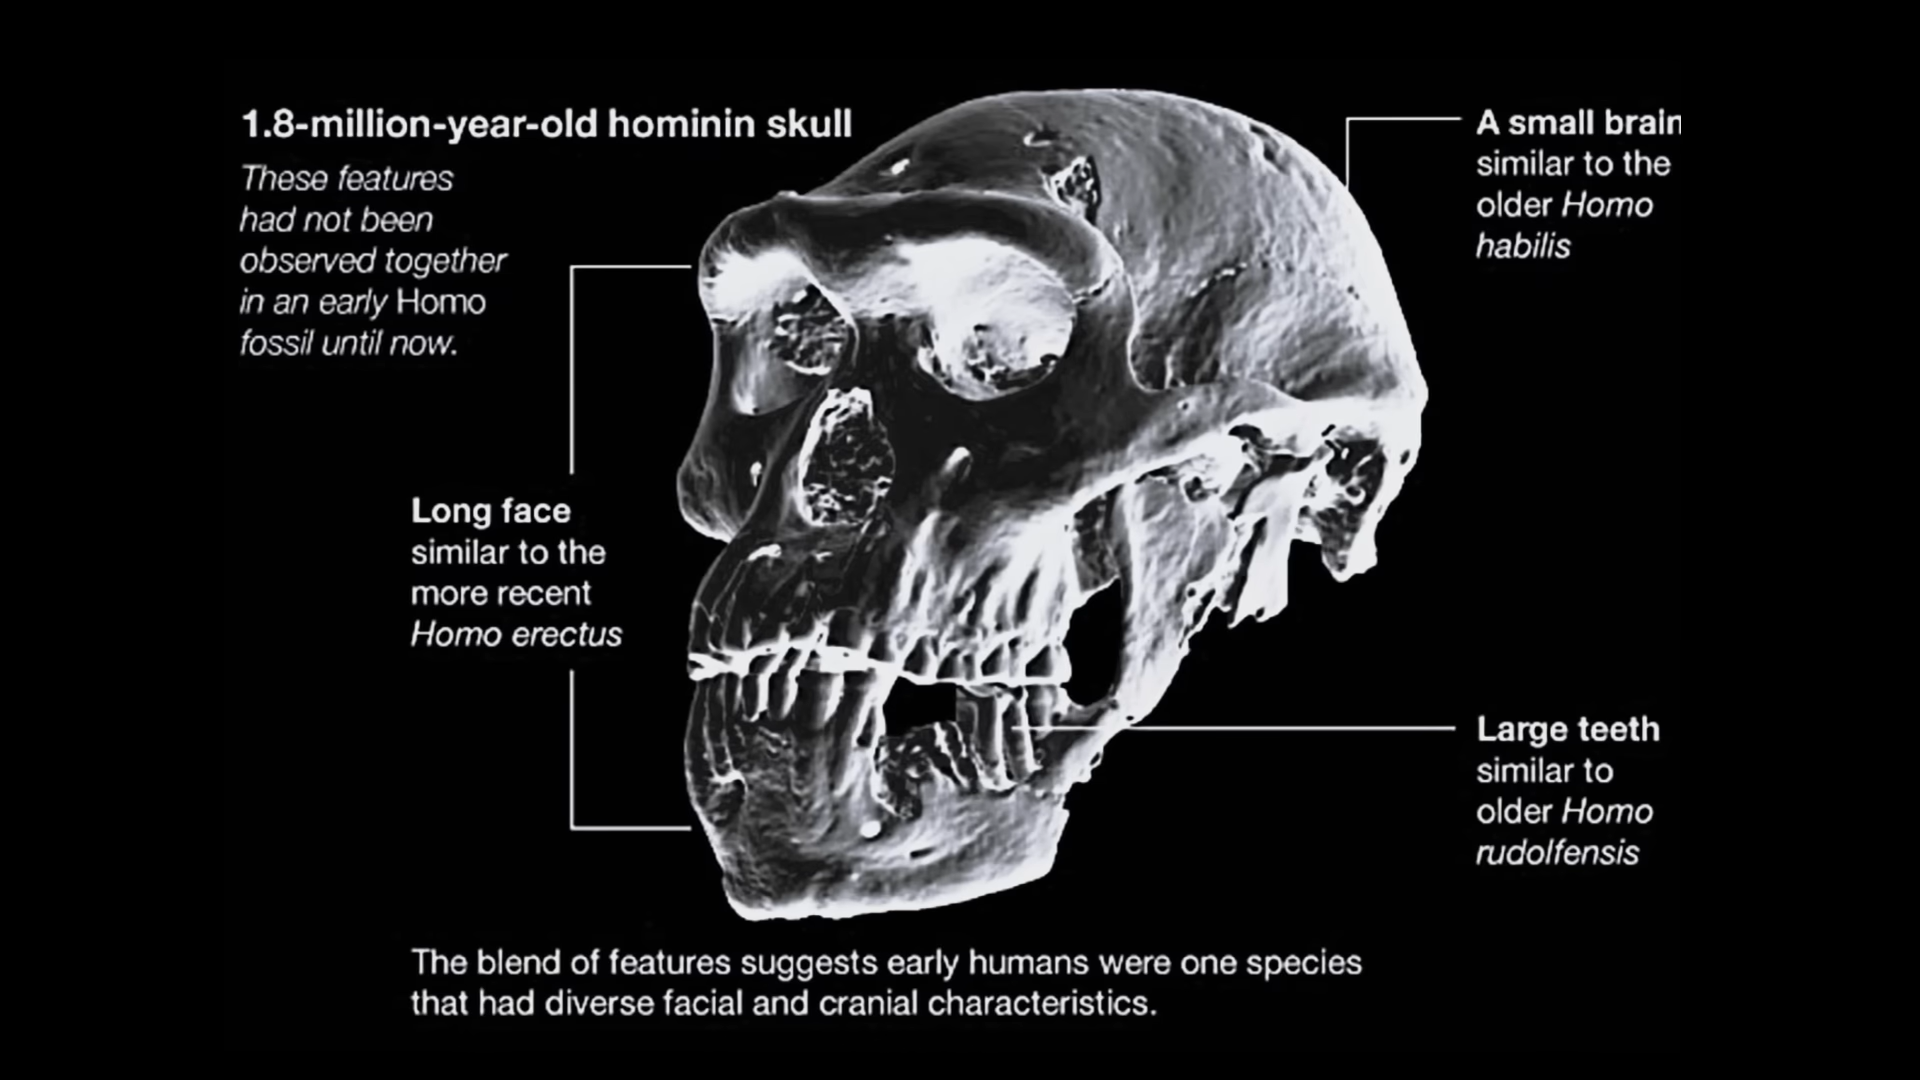 1.8-million-year-old hominin skull
These features
had not been
observed together
in an early Homo
fossil until now.
A small brain
similar to the
older Homo
habilis
Long face
similar to the
more recent
Homo erectus
Large teeth
similar to
older Homo
rudolfensis
The blend of features suggests early humans were one species
that had diverse facial and cranial characteristics.